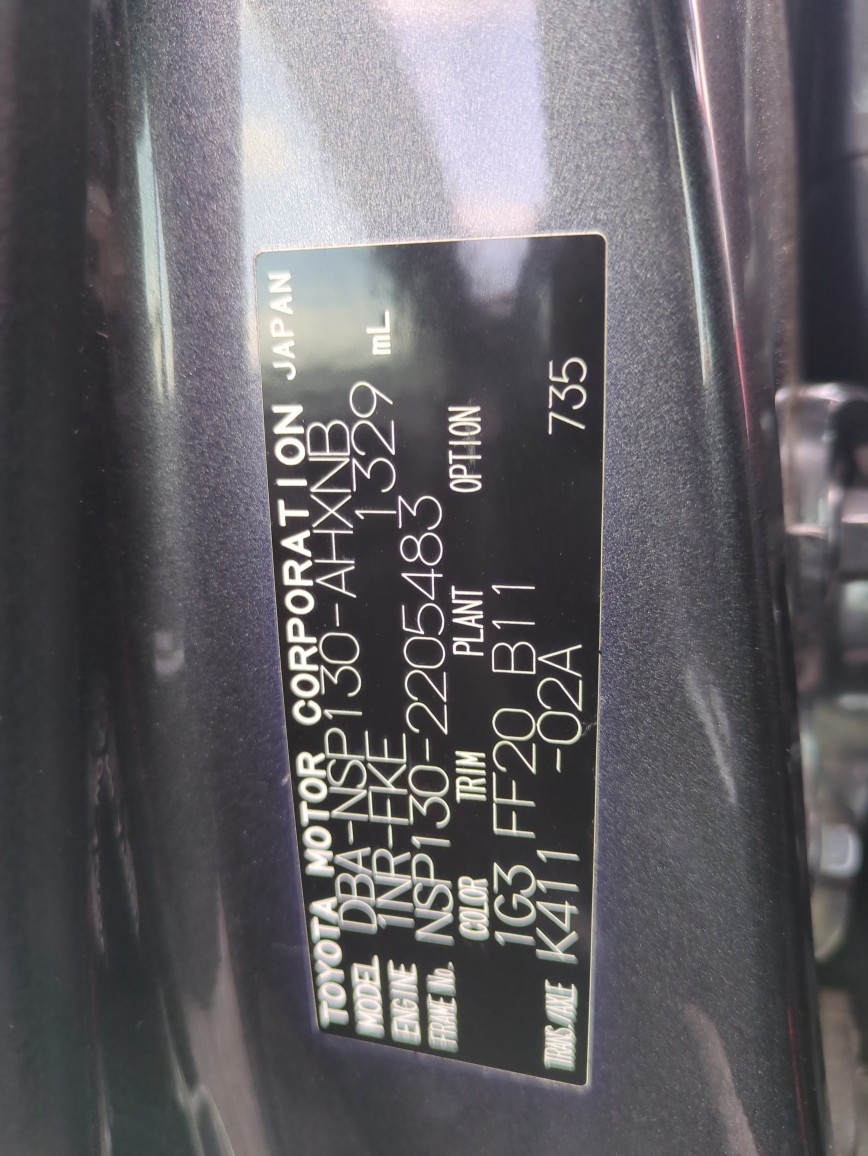 TOYOTA MOTOR CORPORATION JAPAN
MODEL DBA-NSP130-AHXNB
ENGINE 1NR-FKE 1329 mL
FRAME No. NSP130-2205483
COLOR TRIM PLANT OPTION
1G3 FF20 B11
TRANS/AXLE K411 -02A 735